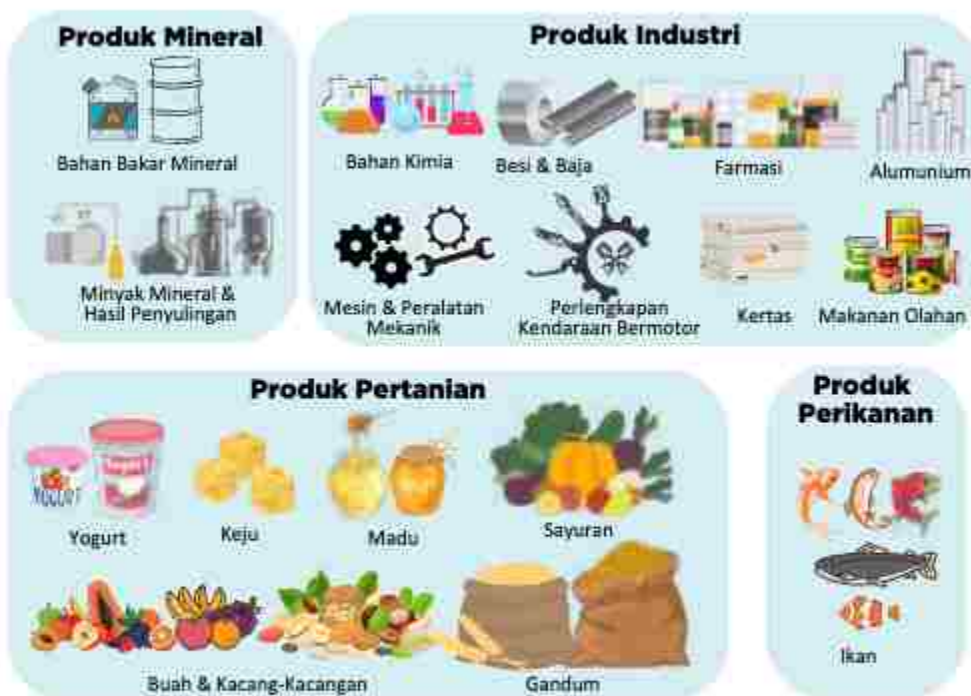 Produk Mineral
Bahan Bakar Mineral
Minyak Mineral &
Hasil Penyulingan
Produk Industri
Bahan Kimia
Besi & Baja
Farmasi
Alumunium
Mesin & Peralatan
Mekanik
Perlengkapan
Kendaraan Bermotor
Kertas
Makanan Olahan
Produk Pertanian
YOGURT
Yogurt
Yogurt
Keju
Madu
Sayuran
Buah & Kacang-Kacangan
Gandum
Produk
Perikanan
Ikan